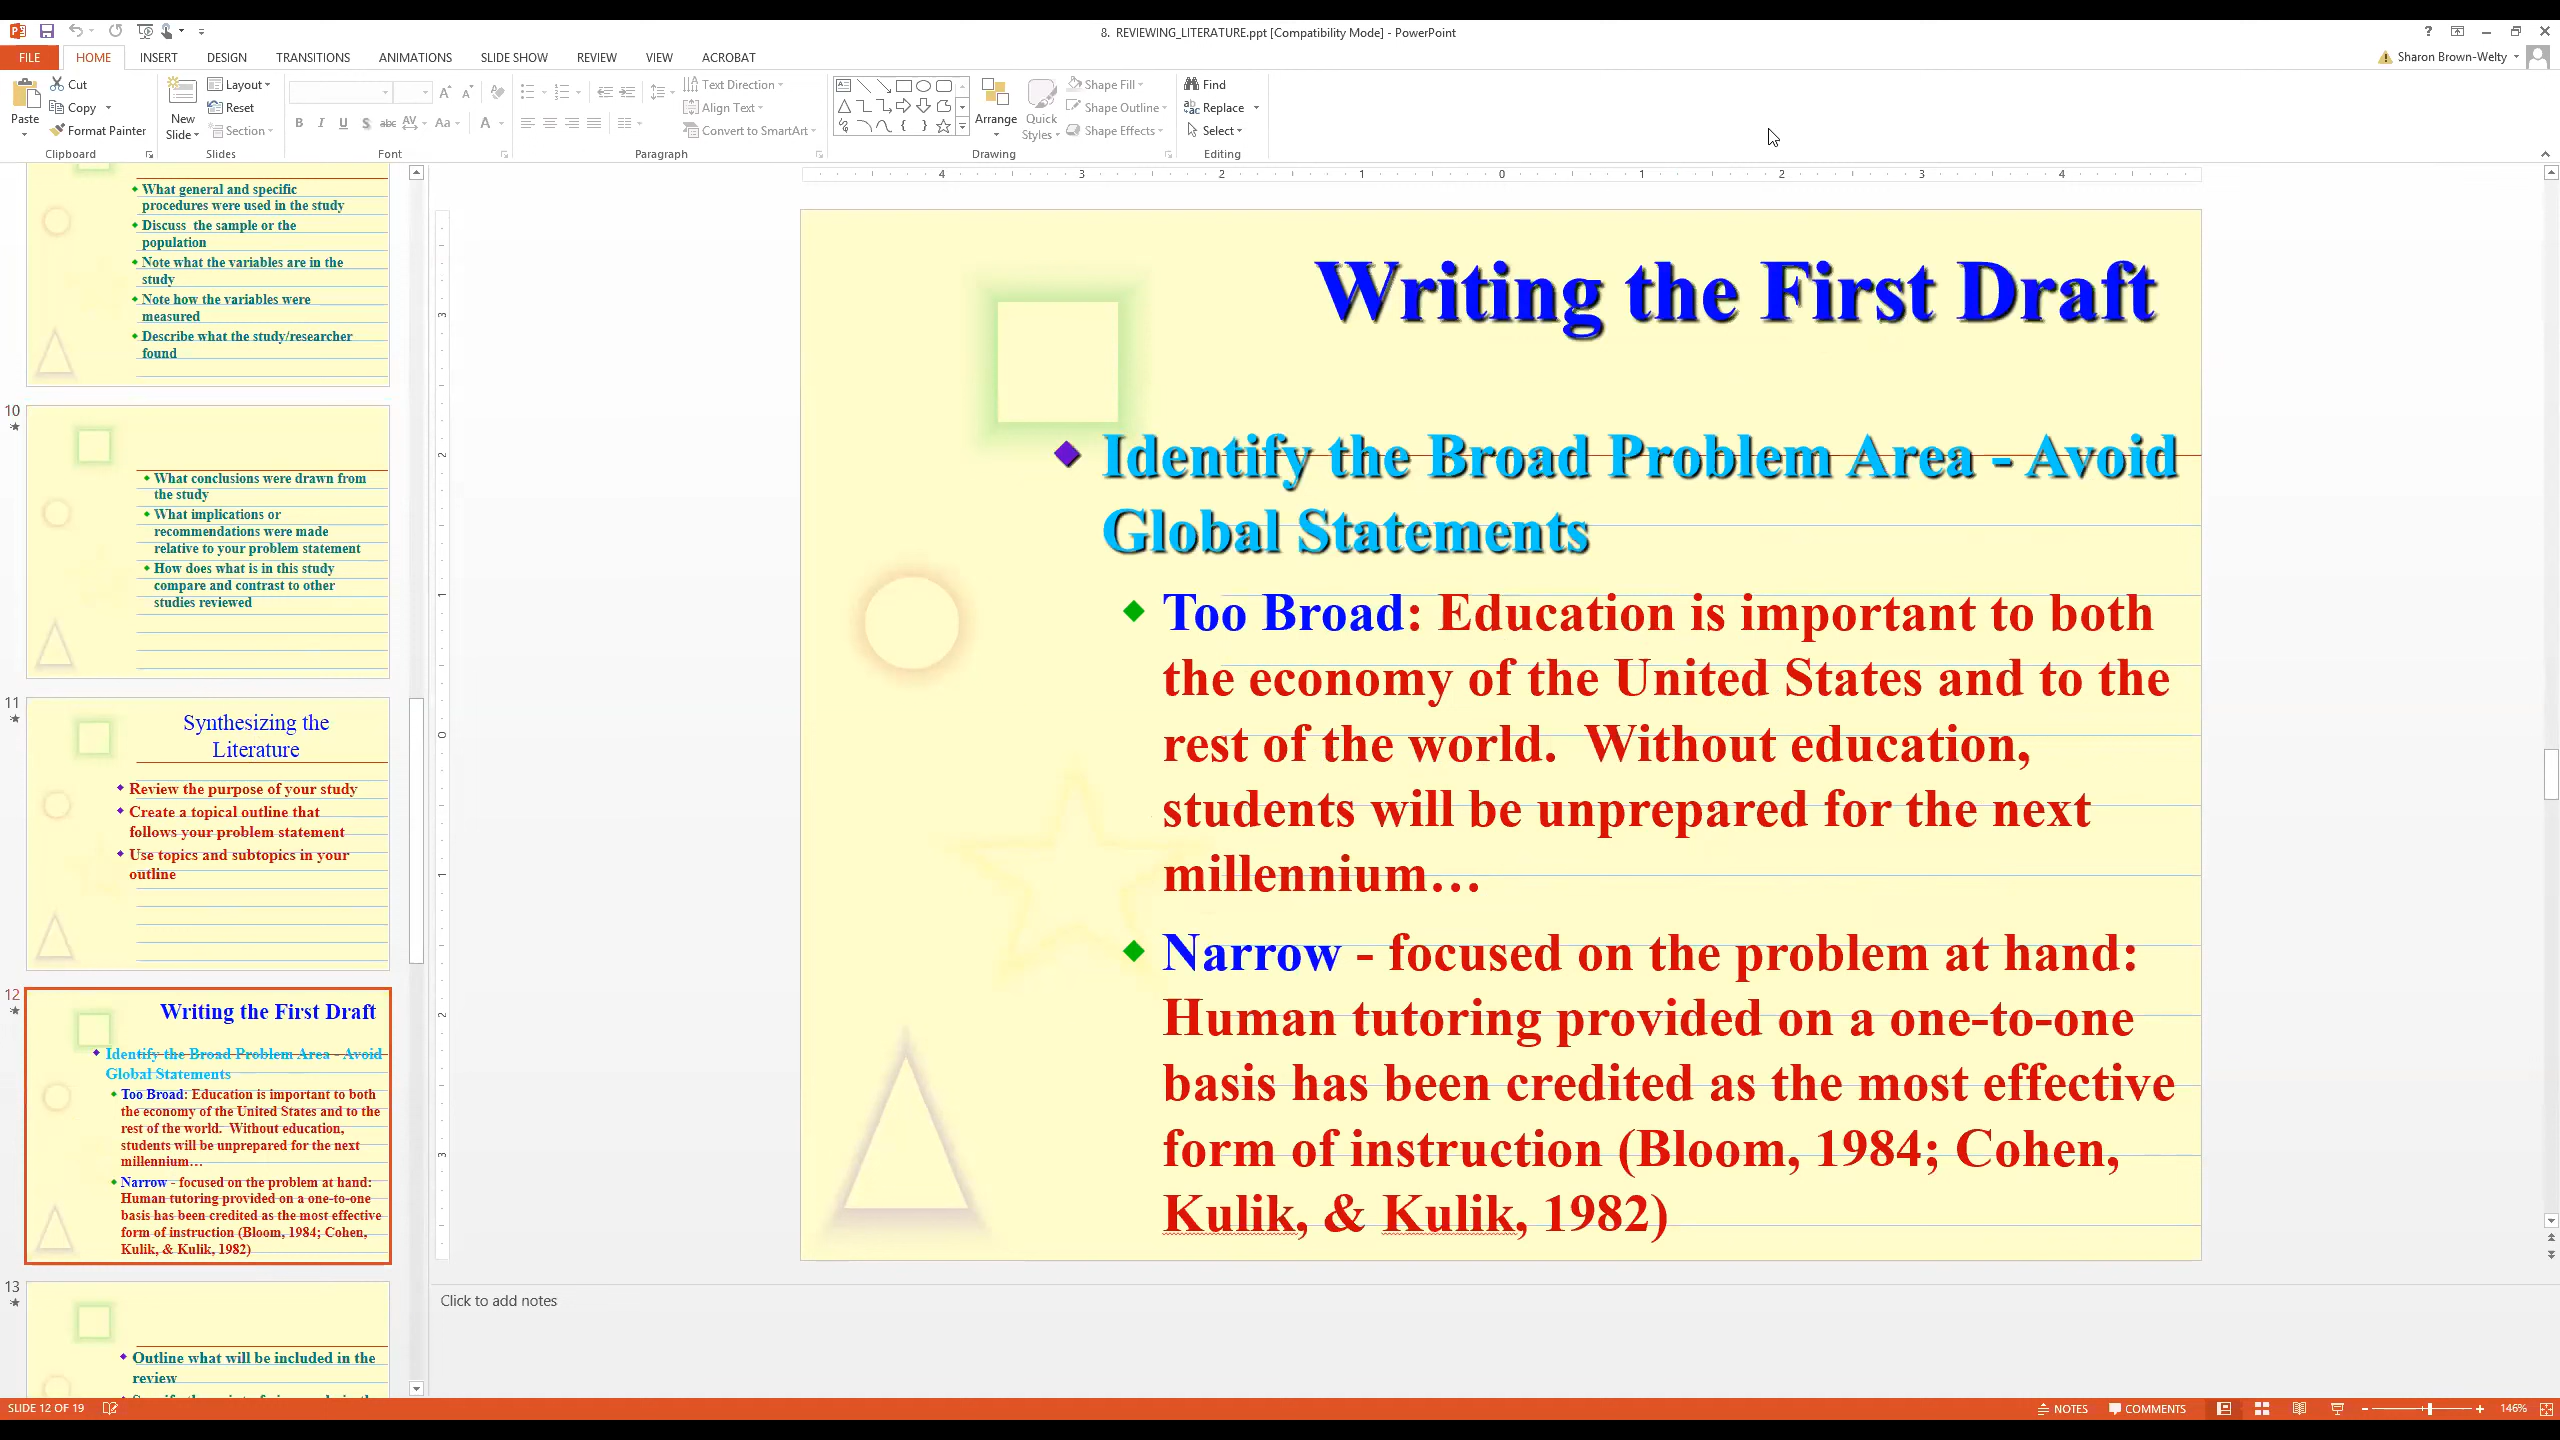 8. REVIEWING_LITERATURE.ppt [Compatibility Mode] - PowerPoint
FILE HOME INSERT DESIGN TRANSITIONS ANIMATIONS SLIDE SHOW REVIEW VIEW ACROBAT
Sharon Brown-Welty
Paste
Cut
Copy
Format Painter
Clipboard
New
Slide
Layout
Reset
Section
Slides
Font
Text Direction
Align Text
Convert to SmartArt
Paragraph
Arrange
Quick
Styles
Shape Fill
Shape Outline
Shape Effects
Drawing
Find
Replace
Select
Editing
What general and specific
procedures were used in the study
Discuss the sample or the
population
Note what the variables are in the
study
Note how the variables were
measured
Describe what the study/researcher
found
10
What conclusions were drawn from
the study
What implications or
recommendations were made
relative to your problem statement
How does what is in this study
compare and contrast to other
studies reviewed
11
Synthesizing the
Literature
Review the purpose of your study
Create a topical outline that
follows your problem statement
Use topics and subtopics in your
outline
12
Writing the First Draft
Identify the Broad Problem Area - Avoid
Global Statements
Too Broad: Education is important to both
the economy of the United States and to the
rest of the world. Without education,
students will be unprepared for the next
millennium…
Narrow - focused on the problem at hand:
Human tutoring provided on a one-to-one
basis has been credited as the most effective
form of instruction (Bloom, 1984; Cohen,
Kulik, & Kulik, 1982)
13
Outline what will be included in the
review
4 3 2 1 0 1 2 3 4
3
2
1
0
1
2
3
Writing the First Draft
Identify the Broad Problem Area - Avoid
Global Statements
Too Broad: Education is important to both
the economy of the United States and to the
rest of the world. Without education,
students will be unprepared for the next
millennium…
Narrow - focused on the problem at hand:
Human tutoring provided on a one-to-one
basis has been credited as the most effective
form of instruction (Bloom, 1984; Cohen,
Kulik, & Kulik, 1982)
Click to add notes
SLIDE 12 OF 19
NOTES COMMENTS 146%